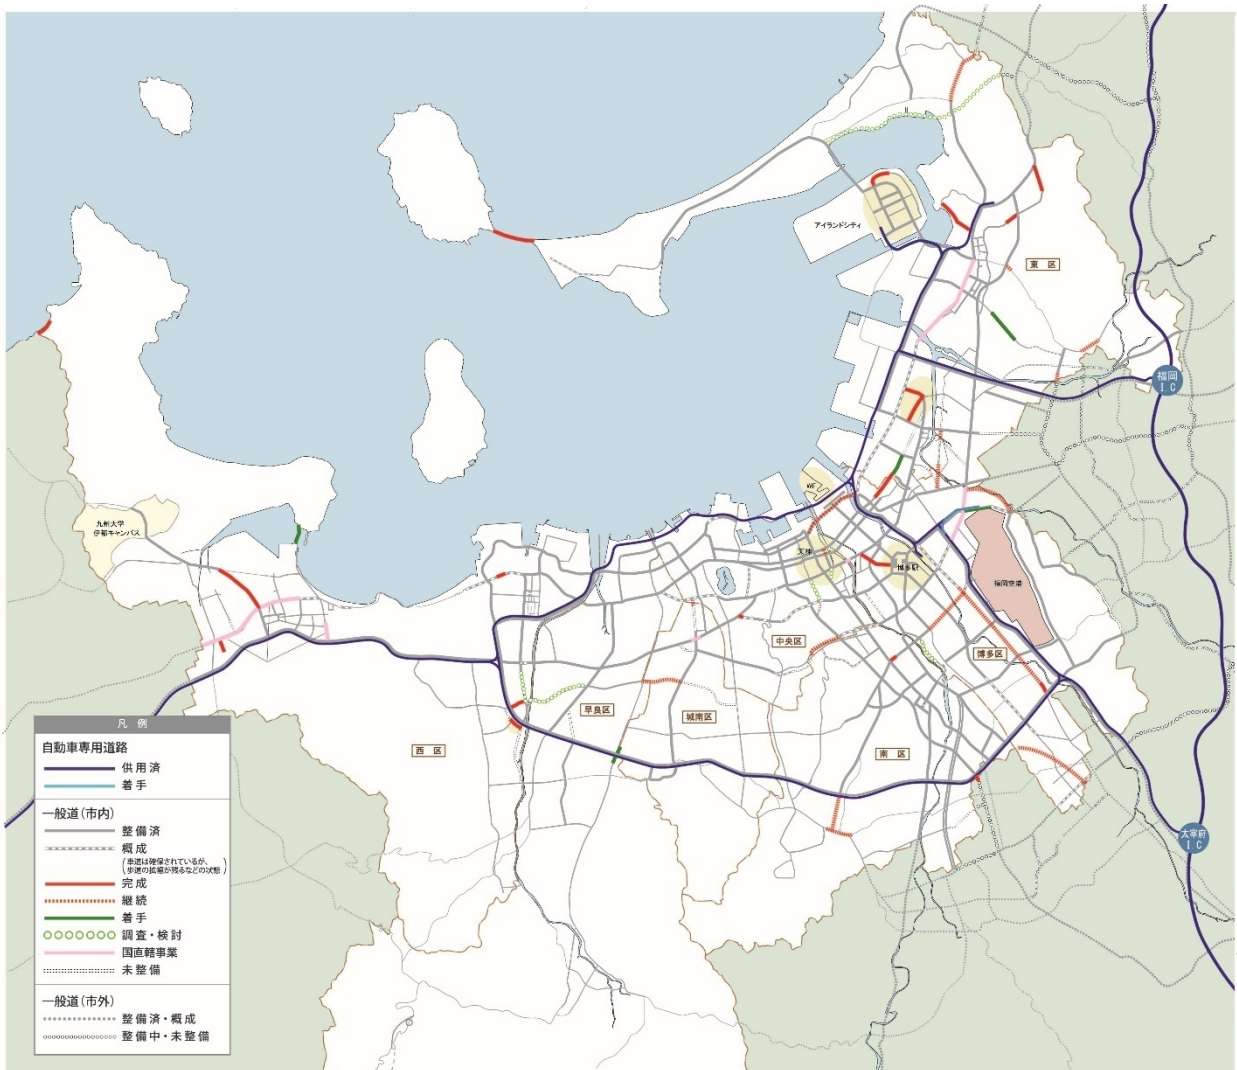 アイランドシティ
東 区
福岡
I.C
九州大学
伊都キャンパス
WF
天神
博多駅
福岡空港
中央区
博多区
早良区
城南区
西 区
南 区
太宰府
I.C
凡 例
自動車専用道路
供用済
着手
一般道(市内)
整備済
概成
(車道は確保されているが、
歩道の拡幅が残るなどの状態)
完成
継続
着手
調査・検討
国直轄事業
未整備
一般道(市外)
整備済・概成
整備中・未整備